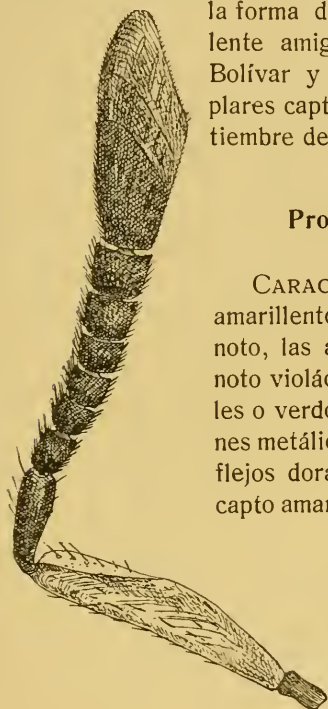 la forma d
lente amig
Bolívar y
plares capt
tiembre de
Pro
CARAC
amarillento
noto, las a
noto violác
les o verdo
nes metálic
flejos dora
capto amar